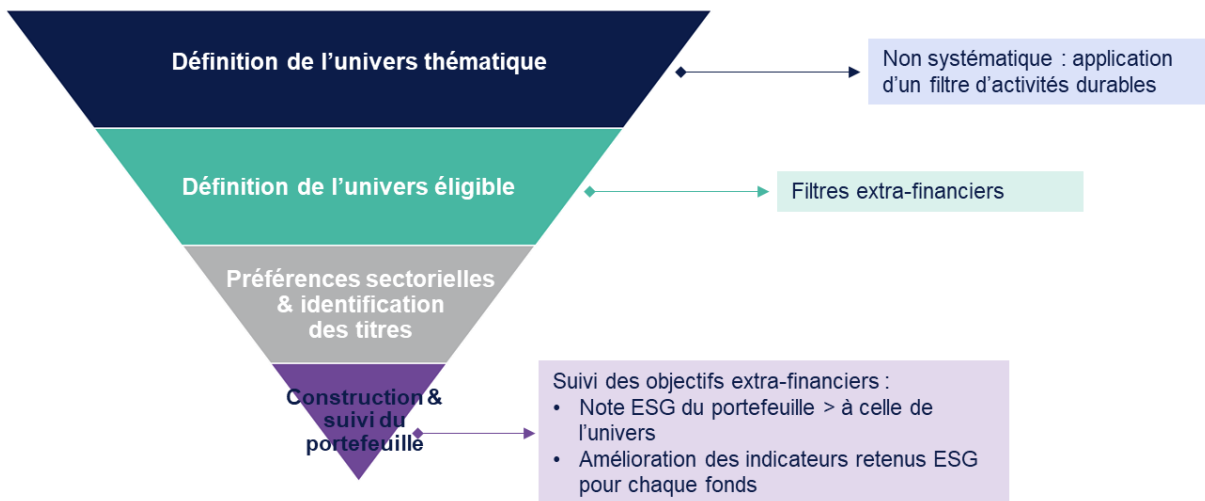 Définition de l’univers thématique
Non systématique : application
d’un filtre d’activités durables
Définition de l’univers éligible
Filtres extra-financiers
Préférences sectorielles
& identification
des titres
Construction &
suivi du
portefeuille
Suivi des objectifs extra-financiers :
• Note ESG du portefeuille > à celle de
l’univers
• Amélioration des indicateurs retenus ESG
pour chaque fonds